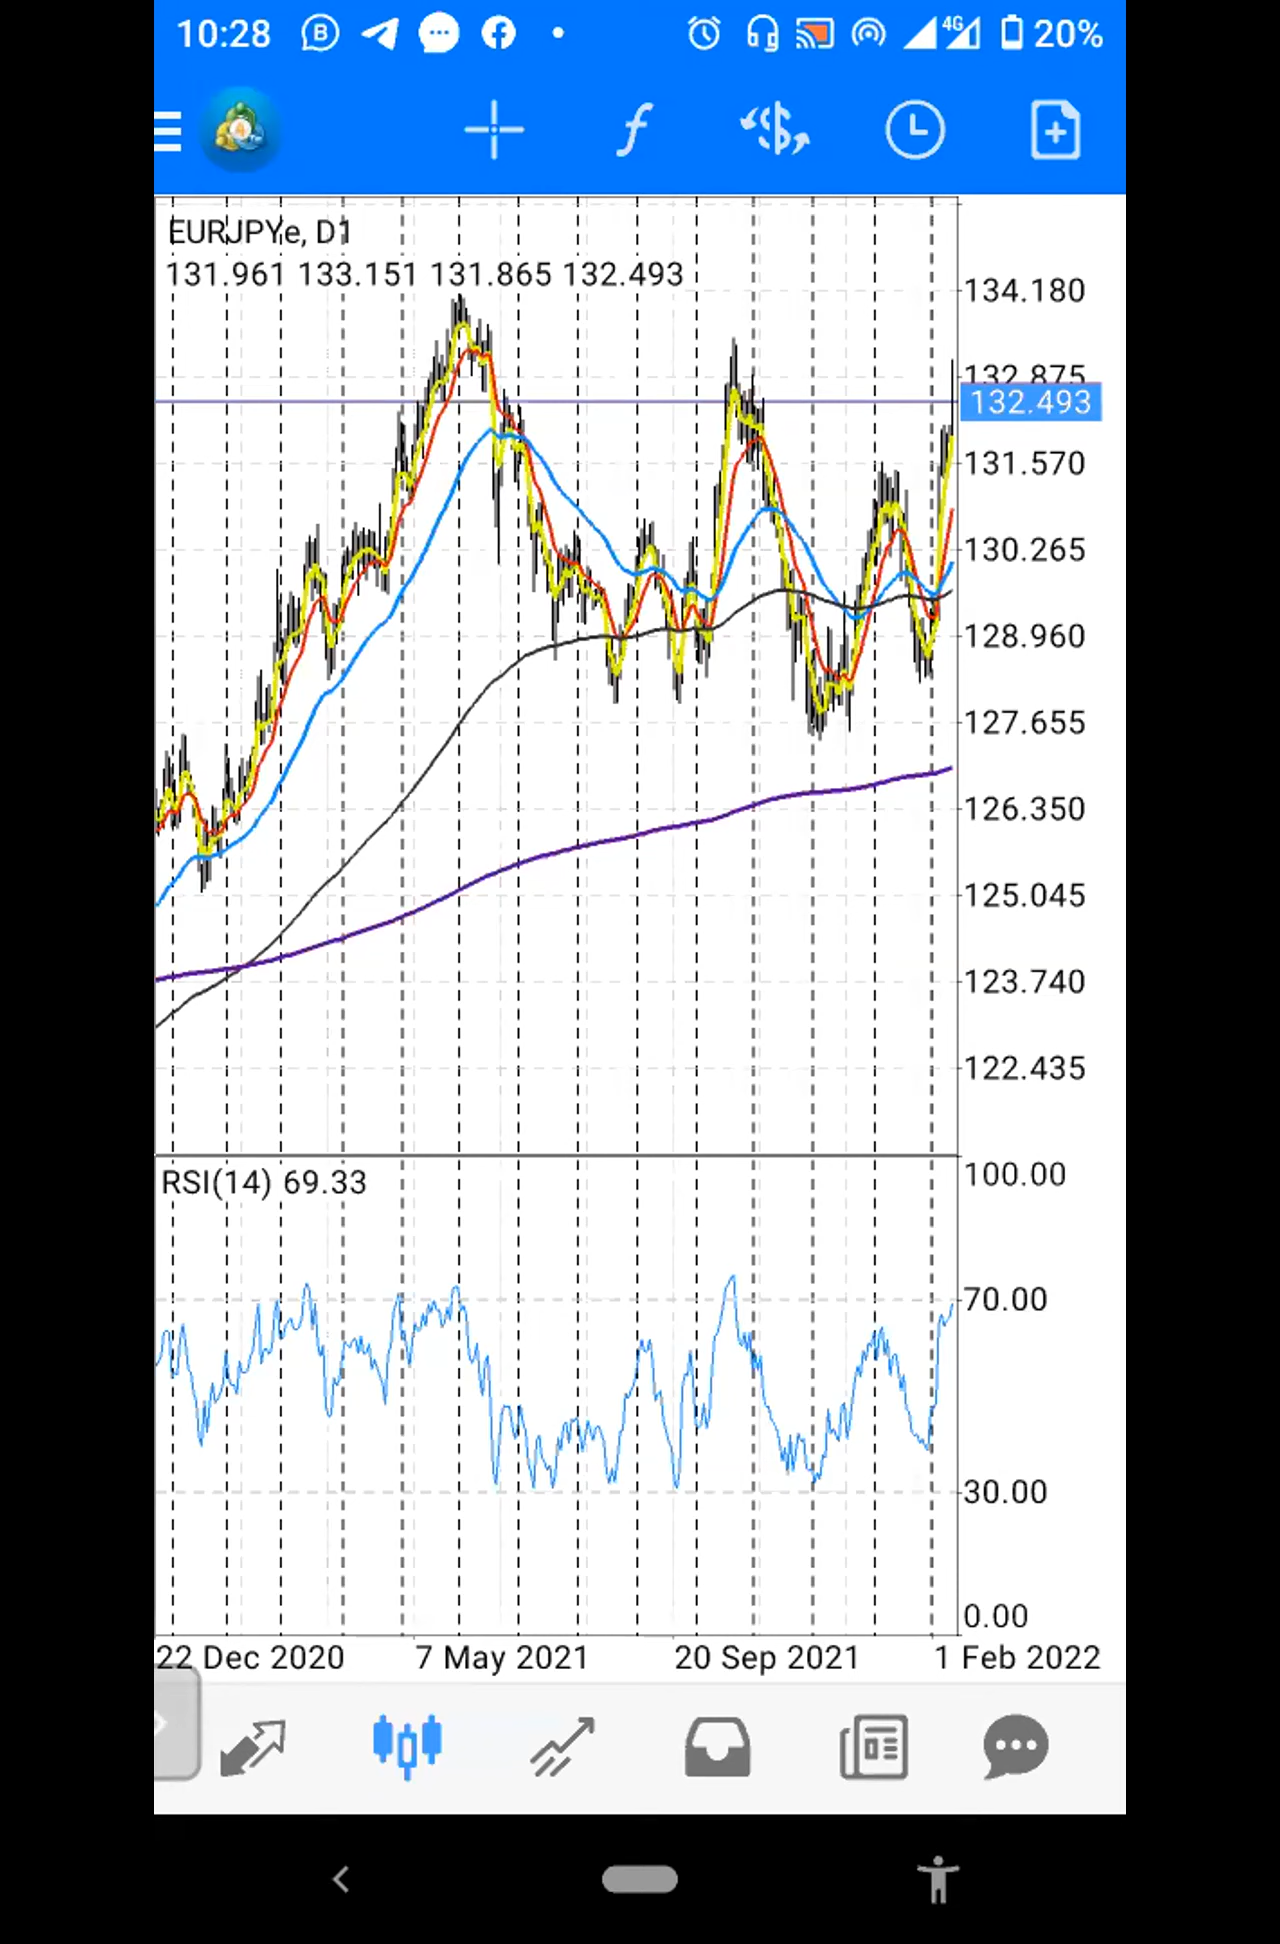 10:28 B 4G 20%
f $ 4
EURJPYe, D1
131.961 133.151 131.865 132.493
134.180
132.875
132.493
131.570
130.265
128.960
127.655
126.350
125.045
123.740
122.435
RSI(14) 69.33
100.00
70.00
30.00
0.00
22 Dec 2020 7 May 2021 20 Sep 2021 1 Feb 2022